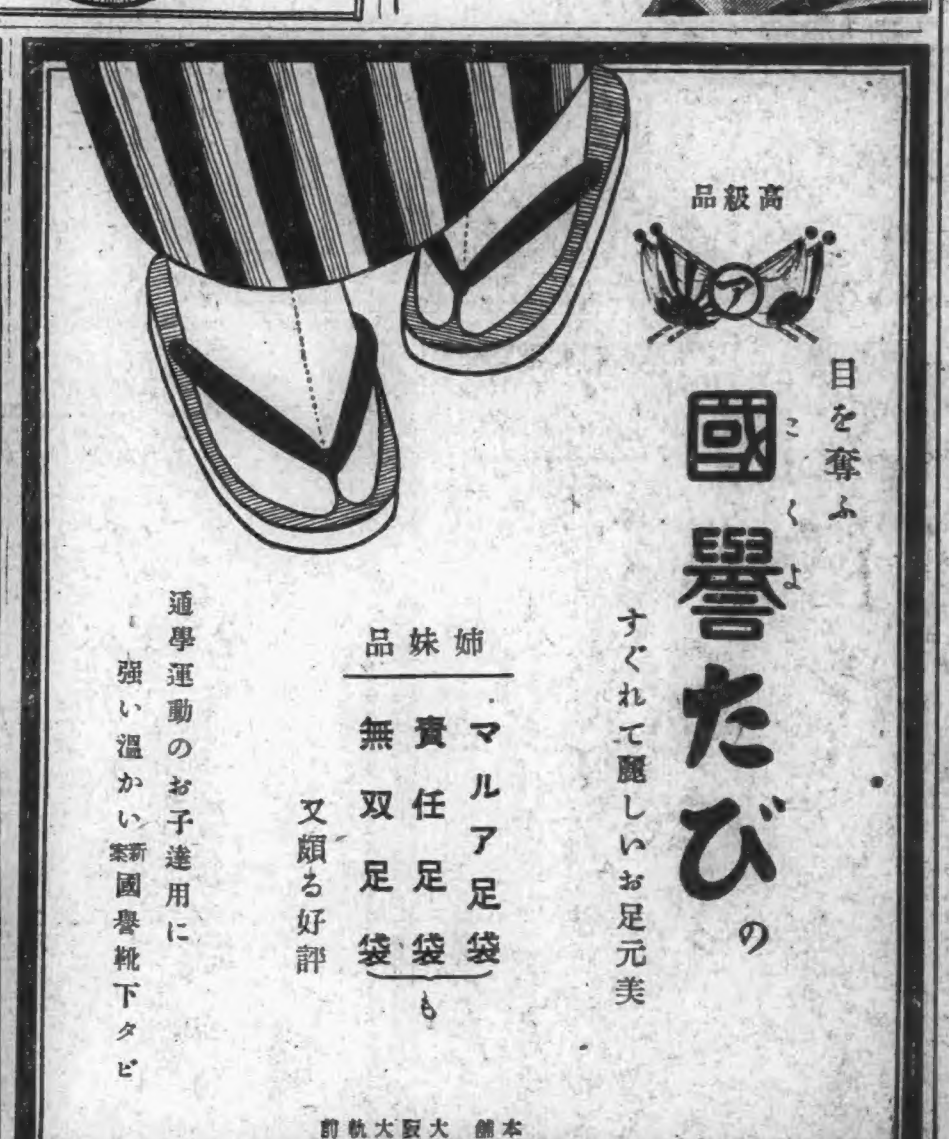 高級品
ア
目を奪ふ
國譽たびの
こくよ
すぐれて麗しいお足元美
姉妹品
マルア足袋
責任足袋
無双足袋
も
又頗る好評
通學運動のお子達用に
强い溫かい新案國譽靴下タビ
本舗 大阪大軌前